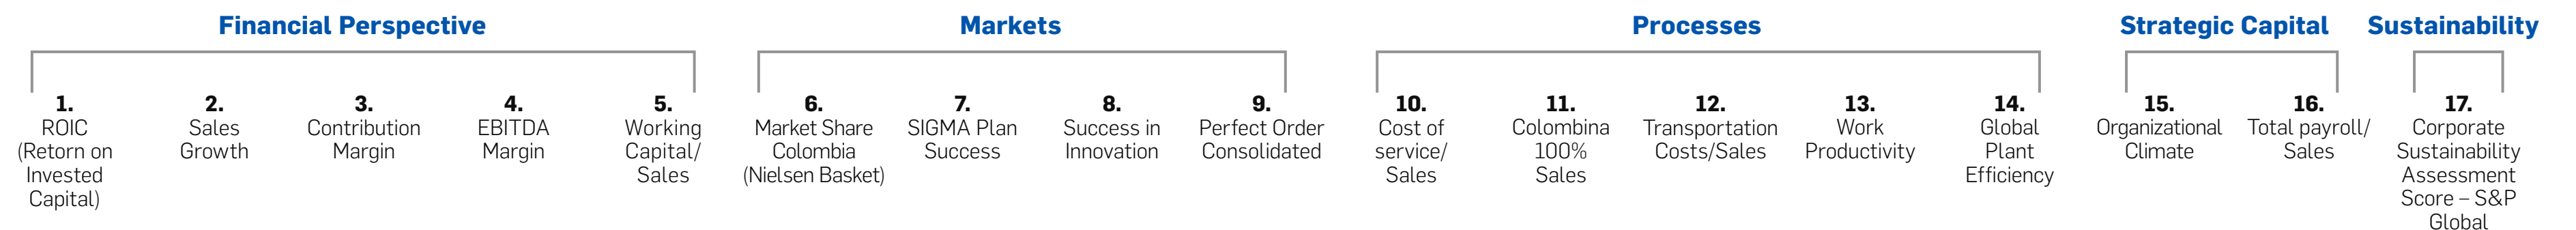 Financial Perspective
1.
ROIC
(Retorn on
Invested
Capital)
2.
Sales
Growth
3.
Contribution
Margin
4.
EBITDA
Margin
5.
Working
Capital/
Sales
Markets
6.
Market Share
Colombia
(Nielsen Basket)
7.
SIGMA Plan
Success
8.
Success in
Innovation
9.
Perfect Order
Consolidated
Processes
10.
Cost of
service/
Sales
11.
Colombina
100%
Sales
12.
Transportation
Costs/Sales
13.
Work
Productivity
14.
Global
Plant
Efficiency
Strategic Capital
15.
Organizational
Climate
16.
Total payroll/
Sales
Sustainability
17.
Corporate
Sustainability
Assessment
Score – S&P
Global